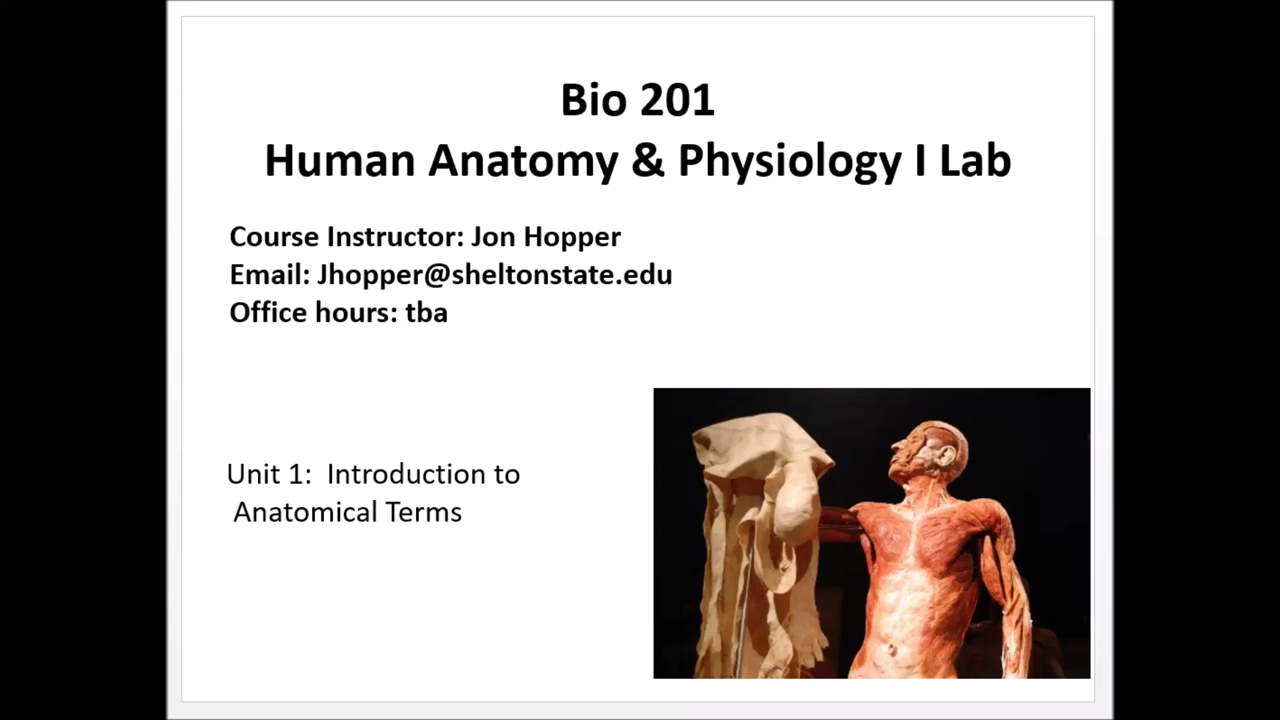 Bio 201
Human Anatomy & Physiology I Lab
Course Instructor: Jon Hopper
Email: Jhopper@sheltonstate.edu
Office hours: tba
Unit 1:  Introduction to
Anatomical Terms